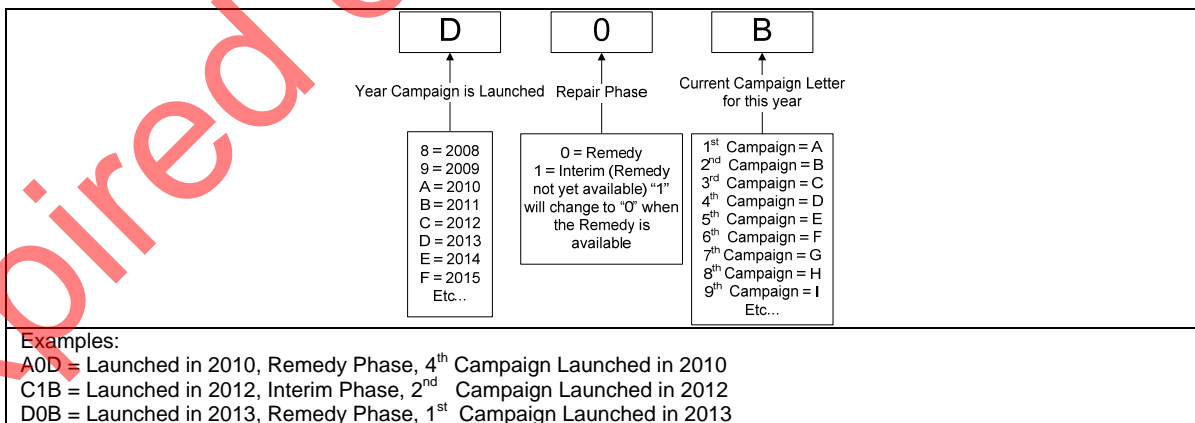 D 0 B
Year Campaign is Launched Repair Phase Current Campaign Letter
for this year
8 = 2008
9 = 2009
A = 2010
B = 2011
C = 2012
D = 2013
E = 2014
F = 2015
Etc...
0 = Remedy
1 = Interim (Remedy
not yet available) “1”
will change to “0” when
the Remedy is
available
1st Campaign = A
2nd Campaign = B
3rd Campaign = C
4th Campaign = D
5th Campaign = E
6th Campaign = F
7th Campaign = G
8th Campaign = H
9th Campaign = I
Etc...
Examples:
A0D = Launched in 2010, Remedy Phase, 4th Campaign Launched in 2010
C1B = Launched in 2012, Interim Phase, 2nd Campaign Launched in 2012
D0B = Launched in 2013, Remedy Phase, 1st Campaign Launched in 2013